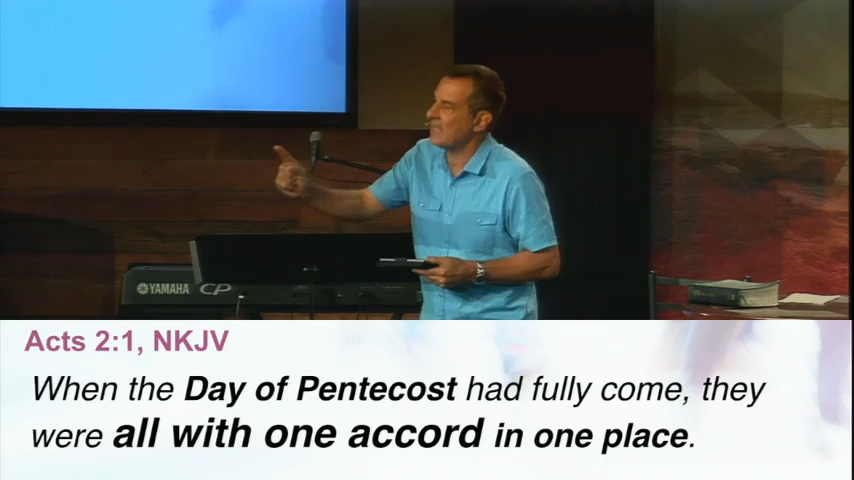 YAMAHA CP
Acts 2:1, NKJV
When the Day of Pentecost had fully come, they
were all with one accord in one place.